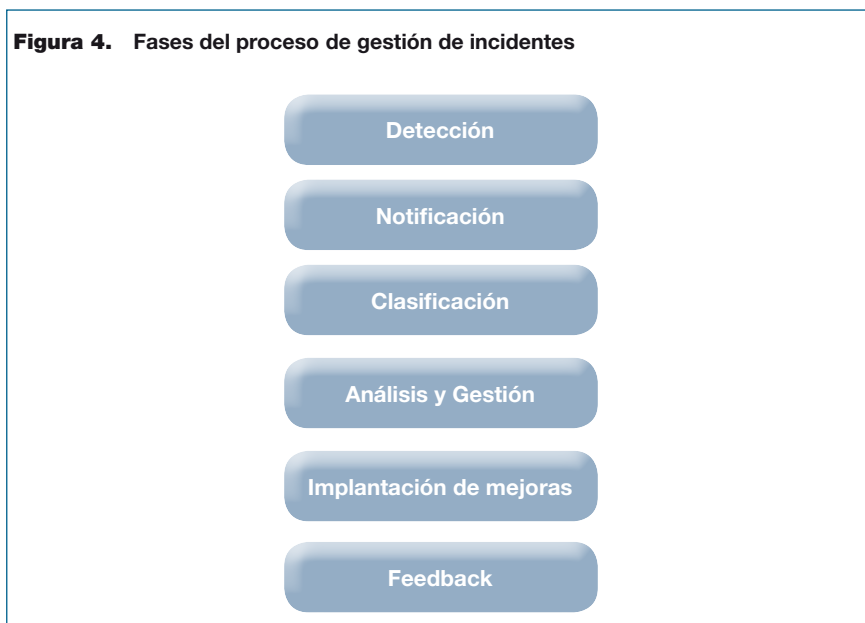 Figura 4. Fases del proceso de gestión de incidentes
Detección
Notificación
Clasificación
Análisis y Gestión
Implantación de mejoras
Feedback